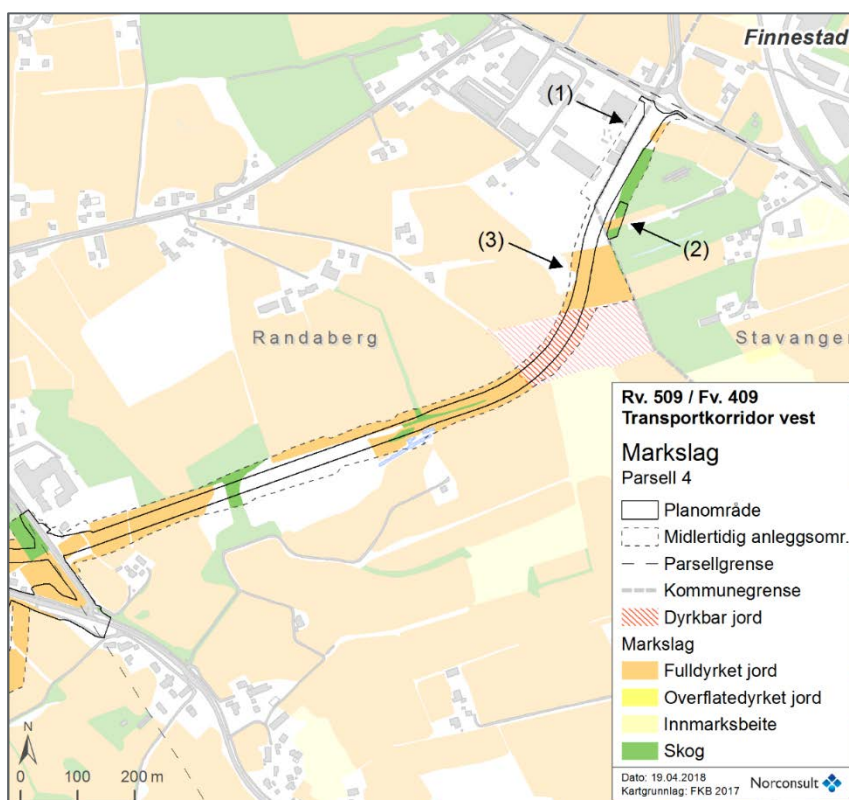 Finnestad
(1)
(2)
(3)
Randaberg
Stavanger
Rv. 509 / Fv. 409
Transportkorridor vest
Markslag
Parsell 4
Planområde
Midlertidig anleggsomr.
Parsellgrense
Kommunegrense
Dyrkbar jord
Markslag
Fulldyrket jord
Overflatedyrket jord
Innmarksbeite
Skog
N
0 100 200 m
Dato: 19.04.2018
Kartgrunnlag: FKB 2017
Norconsult